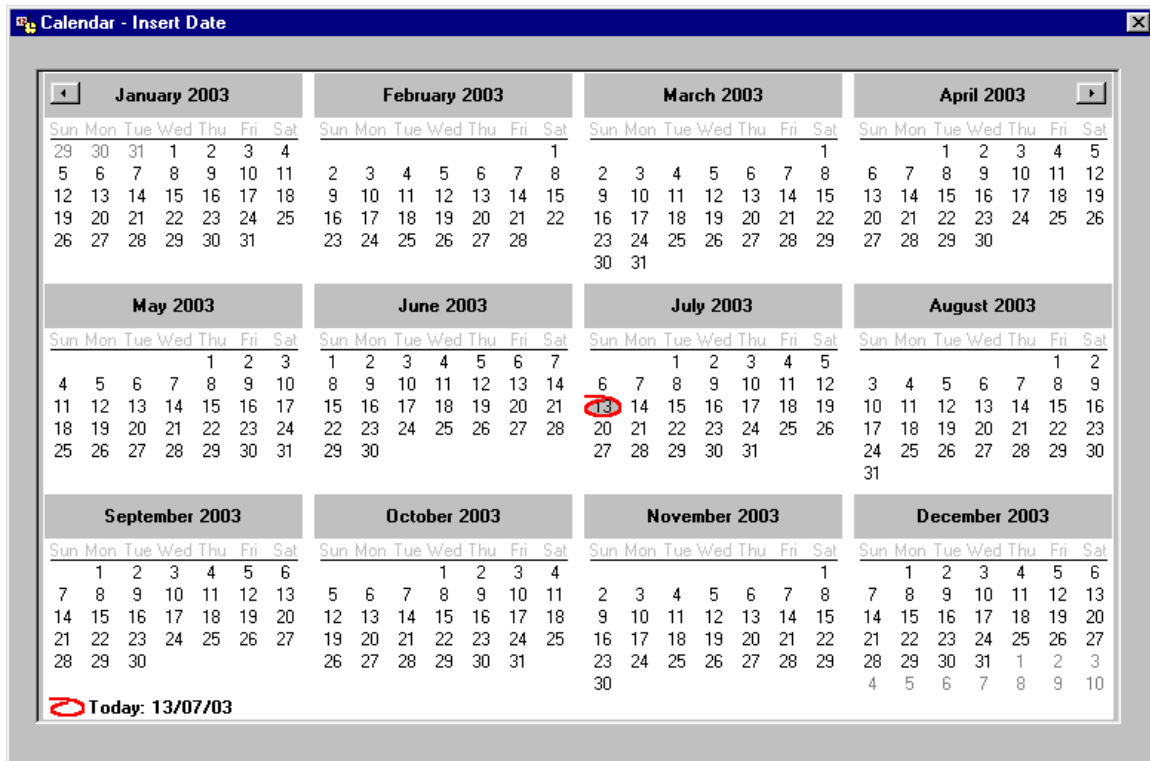 Calendar - Insert Date
January 2003 February 2003 March 2003 April 2003
Sun Mon Tue Wed Thu Fri Sat Sun Mon Tue Wed Thu Fri Sat Sun Mon Tue Wed Thu Fri Sat Sun Mon Tue Wed Thu Fri Sat
29 30 31 1 2 3 4 1 1 1 2 3 4 5
5 6 7 8 9 10 11 2 3 4 5 6 7 8 2 3 4 5 6 7 8 6 7 8 9 10 11 12
12 13 14 15 16 17 18 9 10 11 12 13 14 15 9 10 11 12 13 14 15 13 14 15 16 17 18 19
19 20 21 22 23 24 25 16 17 18 19 20 21 22 16 17 18 19 20 21 22 20 21 22 23 24 25 26
26 27 28 29 30 31 23 24 25 26 27 28 23 24 25 26 27 28 29 27 28 29 30
30 31
May 2003 June 2003 July 2003 August 2003
Sun Mon Tue Wed Thu Fri Sat Sun Mon Tue Wed Thu Fri Sat Sun Mon Tue Wed Thu Fri Sat Sun Mon Tue Wed Thu Fri Sat
1 2 3 1 2 3 4 5 6 7 1 2 3 4 5 1 2
4 5 6 7 8 9 10 8 9 10 11 12 13 14 6 7 8 9 10 11 12 3 4 5 6 7 8 9
11 12 13 14 15 16 17 15 16 17 18 19 20 21 13 14 15 16 17 18 19 10 11 12 13 14 15 16
18 19 20 21 22 23 24 22 23 24 25 26 27 28 20 21 22 23 24 25 26 17 18 19 20 21 22 23
25 26 27 28 29 30 31 29 30 27 28 29 30 31 24 25 26 27 28 29 30
31
September 2003 October 2003 November 2003 December 2003
Sun Mon Tue Wed Thu Fri Sat Sun Mon Tue Wed Thu Fri Sat Sun Mon Tue Wed Thu Fri Sat Sun Mon Tue Wed Thu Fri Sat
1 2 3 4 5 6 1 2 3 4 1 1 2 3 4 5 6
7 8 9 10 11 12 13 5 6 7 8 9 10 11 2 3 4 5 6 7 8 7 8 9 10 11 12 13
14 15 16 17 18 19 20 12 13 14 15 16 17 18 9 10 11 12 13 14 15 14 15 16 17 18 19 20
21 22 23 24 25 26 27 19 20 21 22 23 24 25 16 17 18 19 20 21 22 21 22 23 24 25 26 27
28 29 30 26 27 28 29 30 31 23 24 25 26 27 28 29 28 29 30 31 1 2 3
30 4 5 6 7 8 9 10
Today: 13/07/03